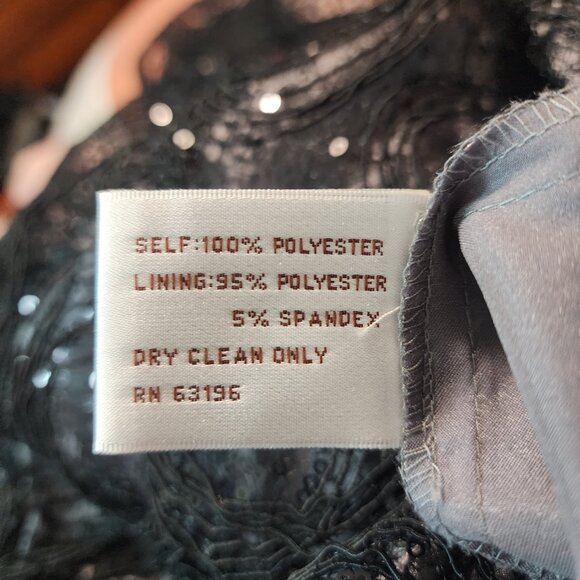 SELF:100% POLYESTER
LINING:95% POLYESTER
5% SPANDEX
DRY CLEAN ONLY
RN 63196